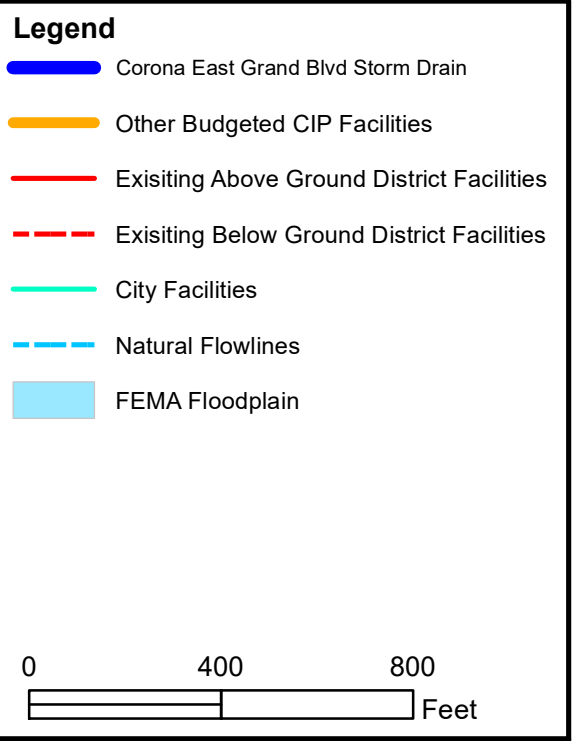 Legend
Corona East Grand Blvd Storm Drain
Other Budgeted CIP Facilities
Exisiting Above Ground District Facilities
Exisiting Below Ground District Facilities
City Facilities
Natural Flowlines
FEMA Floodplain
0 400 800
Feet